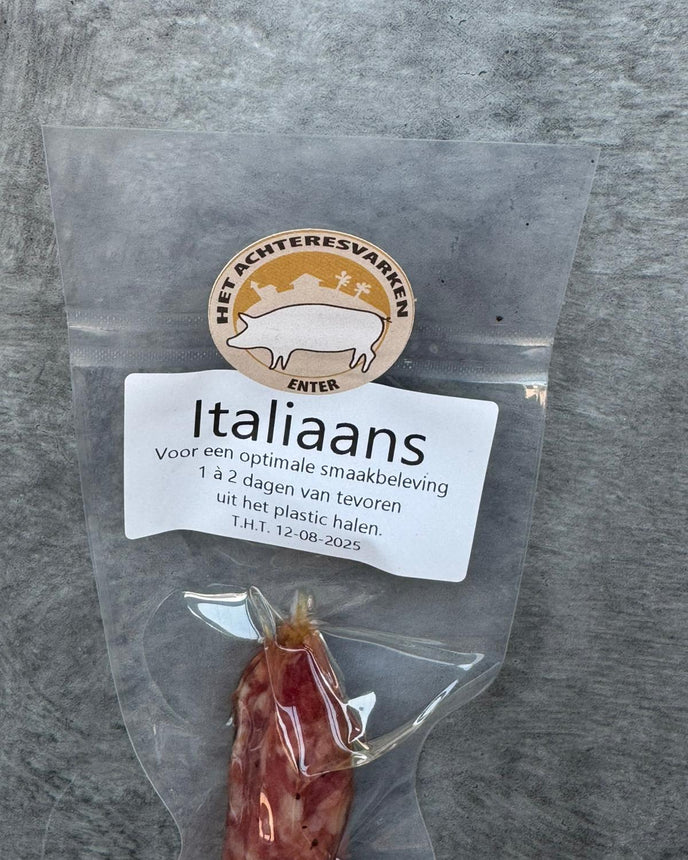 HET ACHTERESVARKEN
ENTER
Italiaans
Voor een optimale smaakbeleving
1 à 2 dagen van tevoren
uit het plastic halen.
T.H.T. 12-08-2025